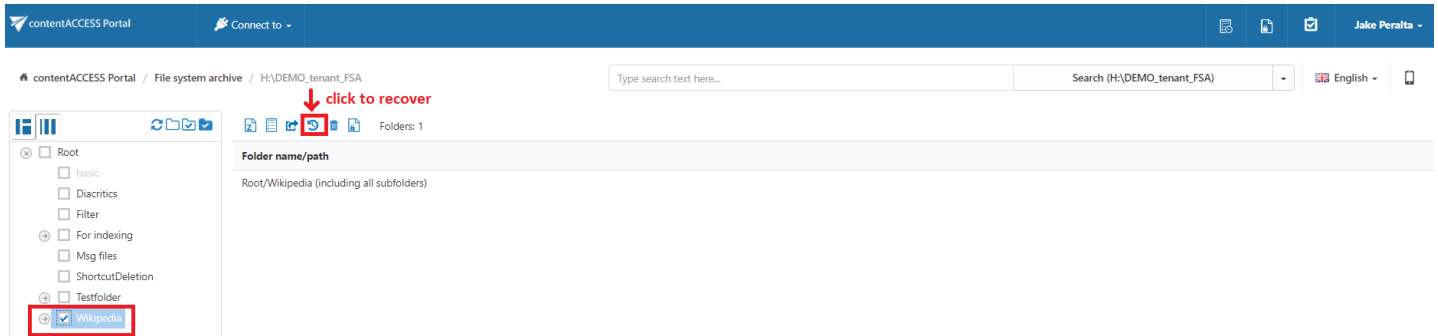 contentACCESS Portal Connect to Jake Peralta
contentACCESS Portal / File system archive / H:\DEMO_tenant_FSA Type search text here... Search (H:\DEMO_tenant_FSA) English
click to recover
Folders: 1
Root
Folder name/path
basic
Root/Wikipedia (including all subfolders)
Diacritics
Filter
For indexing
Msg files
ShortcutDeletion
Testfolder
Wikipedia